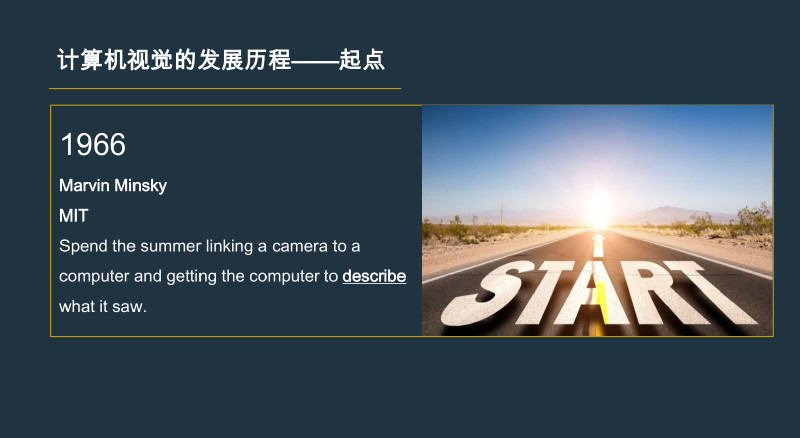 计算机视觉的发展历程——起点
1966
Marvin Minsky
MIT
Spend the summer linking a camera to a
computer and getting the computer to describe
what it saw.
START